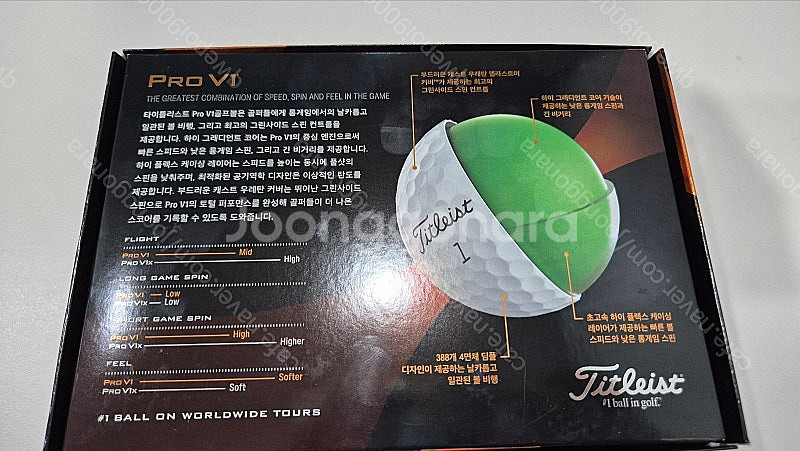 PRO V1
THE GREATEST COMBINATION OF SPEED, SPIN AND FEEL IN THE GAME
타이틀리스트 Pro V1골프볼은 골퍼들에게 롱게임에서의 날카롭고
일관된 볼 비행, 그리고 최고의 그린사이드 스핀 컨트롤을
제공합니다. 하이 그래디언트 코어는 Pro V1의 중심 엔진으로써
빠른 스피드와 낮은 롱게임 스핀, 그리고 긴 비거리를 제공합니다.
하이 플렉스 케이싱 레이어는 스피드를 높이는 동시에 풀샷의
스핀을 낮춰주며, 최적화된 공기역학 디자인은 이상적인 탄도를
제공합니다. 부드러운 캐스트 우레탄 커버는 뛰어난 그린사이드
스핀으로 Pro V1의 토털 퍼포먼스를 완성해 골퍼들이 더 나은
스코어를 기록할 수 있도록 도와줍니다.
FLIGHT
PRO V1 Mid
PRO V1x High
LONG GAME SPIN
PRO V1 Low
PRO V1x Low
SHORT GAME SPIN
PRO V1 High
PRO V1x Higher
FEEL
PRO V1 Softer
PRO V1x Soft
#1 BALL ON WORLDWIDE TOURS
부드러운 캐스트 우레탄 엘라스토머
커버™가 제공하는 최고의
그린사이드 스핀 컨트롤
하이 그래디언트 코어 기술이
제공하는 낮은 롱게임 스핀과
긴 비거리
Titleist
1
초고속 하이 플렉스 케이싱
레이어가 제공하는 빠른 볼
스피드와 낮은 롱게임 스핀
388개 4면체 딤플
디자인이 제공하는 날카롭고
일관된 볼 비행
Titleist
#1 ball in golf.
Joonggonara